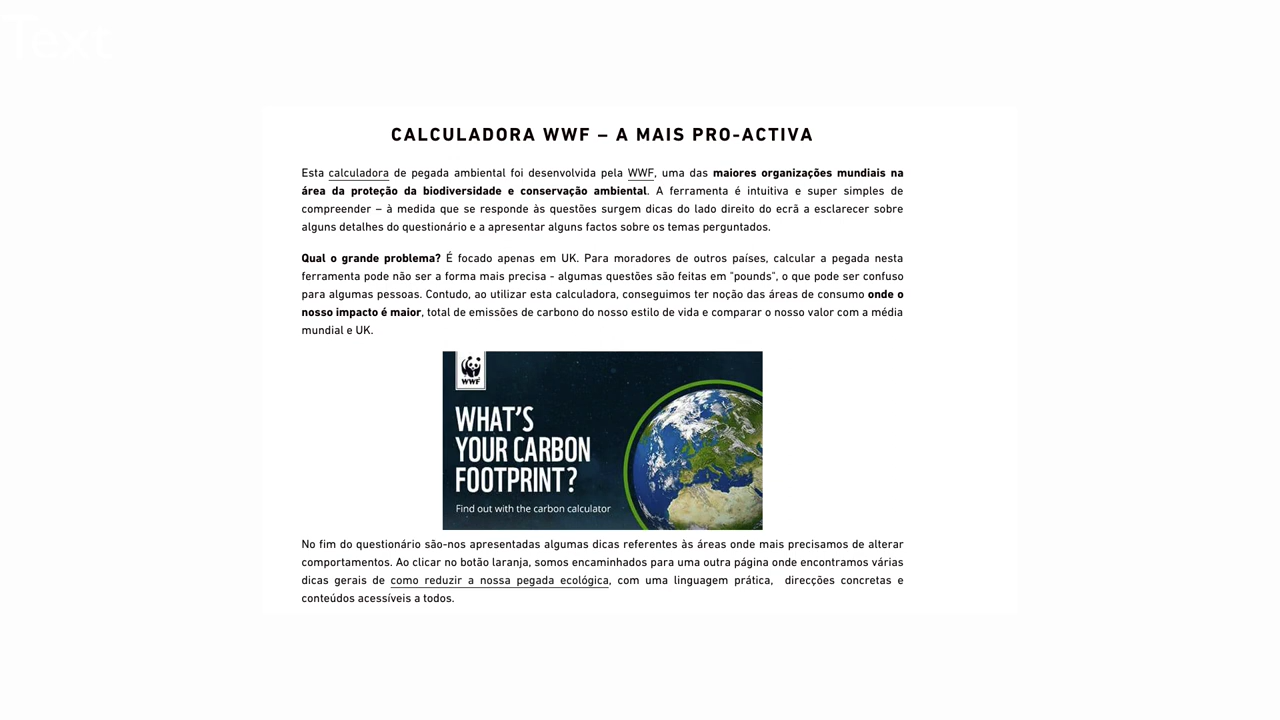 Text
CALCULADORA WWF – A MAIS PRO-ACTIVA
Esta calculadora de pegada ambiental foi desenvolvida pela WWF, uma das maiores organizações mundiais na
área da proteção da biodiversidade e conservação ambiental. A ferramenta é intuitiva e super simples de
compreender – à medida que se responde às questões surgem dicas do lado direito do ecrã a esclarecer sobre
alguns detalhes do questionário e a apresentar alguns factos sobre os temas perguntados.
Qual o grande problema? É focado apenas em UK. Para moradores de outros países, calcular a pegada nesta
ferramenta pode não ser a forma mais precisa - algumas questões são feitas em "pounds", o que pode ser confuso
para algumas pessoas. Contudo, ao utilizar esta calculadora, conseguimos ter noção das áreas de consumo onde o
nosso impacto é maior, total de emissões de carbono do nosso estilo de vida e comparar o nosso valor com a média
mundial e UK.
WWF
WHAT'S
YOUR CARBON
FOOTPRINT?
Find out with the carbon calculator
No fim do questionário são-nos apresentadas algumas dicas referentes às áreas onde mais precisamos de alterar
comportamentos. Ao clicar no botão laranja, somos encaminhados para uma outra página onde encontramos várias
dicas gerais de como reduzir a nossa pegada ecológica, com uma linguagem prática, direcções concretas e
conteúdos acessíveis a todos.